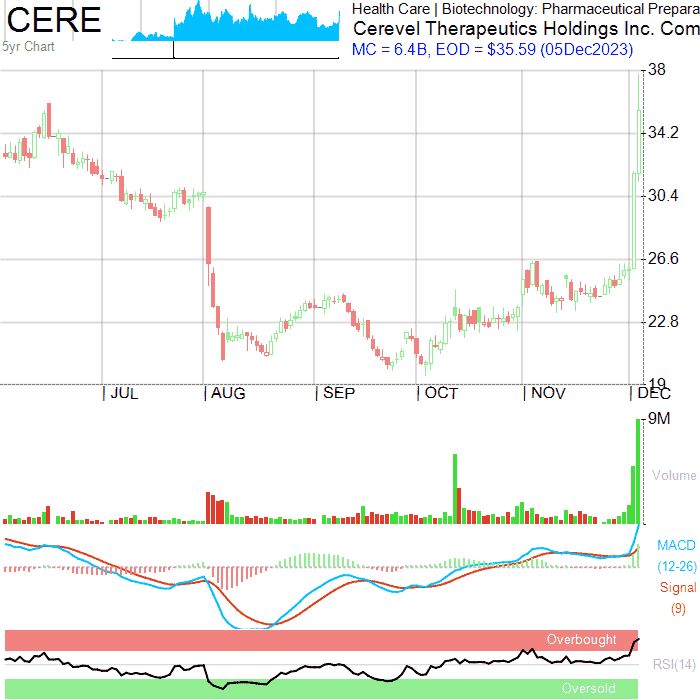 CERE
5yr Chart
Health Care | Biotechnology: Pharmaceutical Prepara
Cerevel Therapeutics Holdings Inc. Com
MC = 6.4B, EOD = $35.59 (05Dec2023)
38
34.2
30.4
26.6
22.8
19
JUL AUG SEP OCT NOV DEC
9M
Volume
MACD
(12-26)
Signal
(9)
Overbought
RSI(14)
Oversold